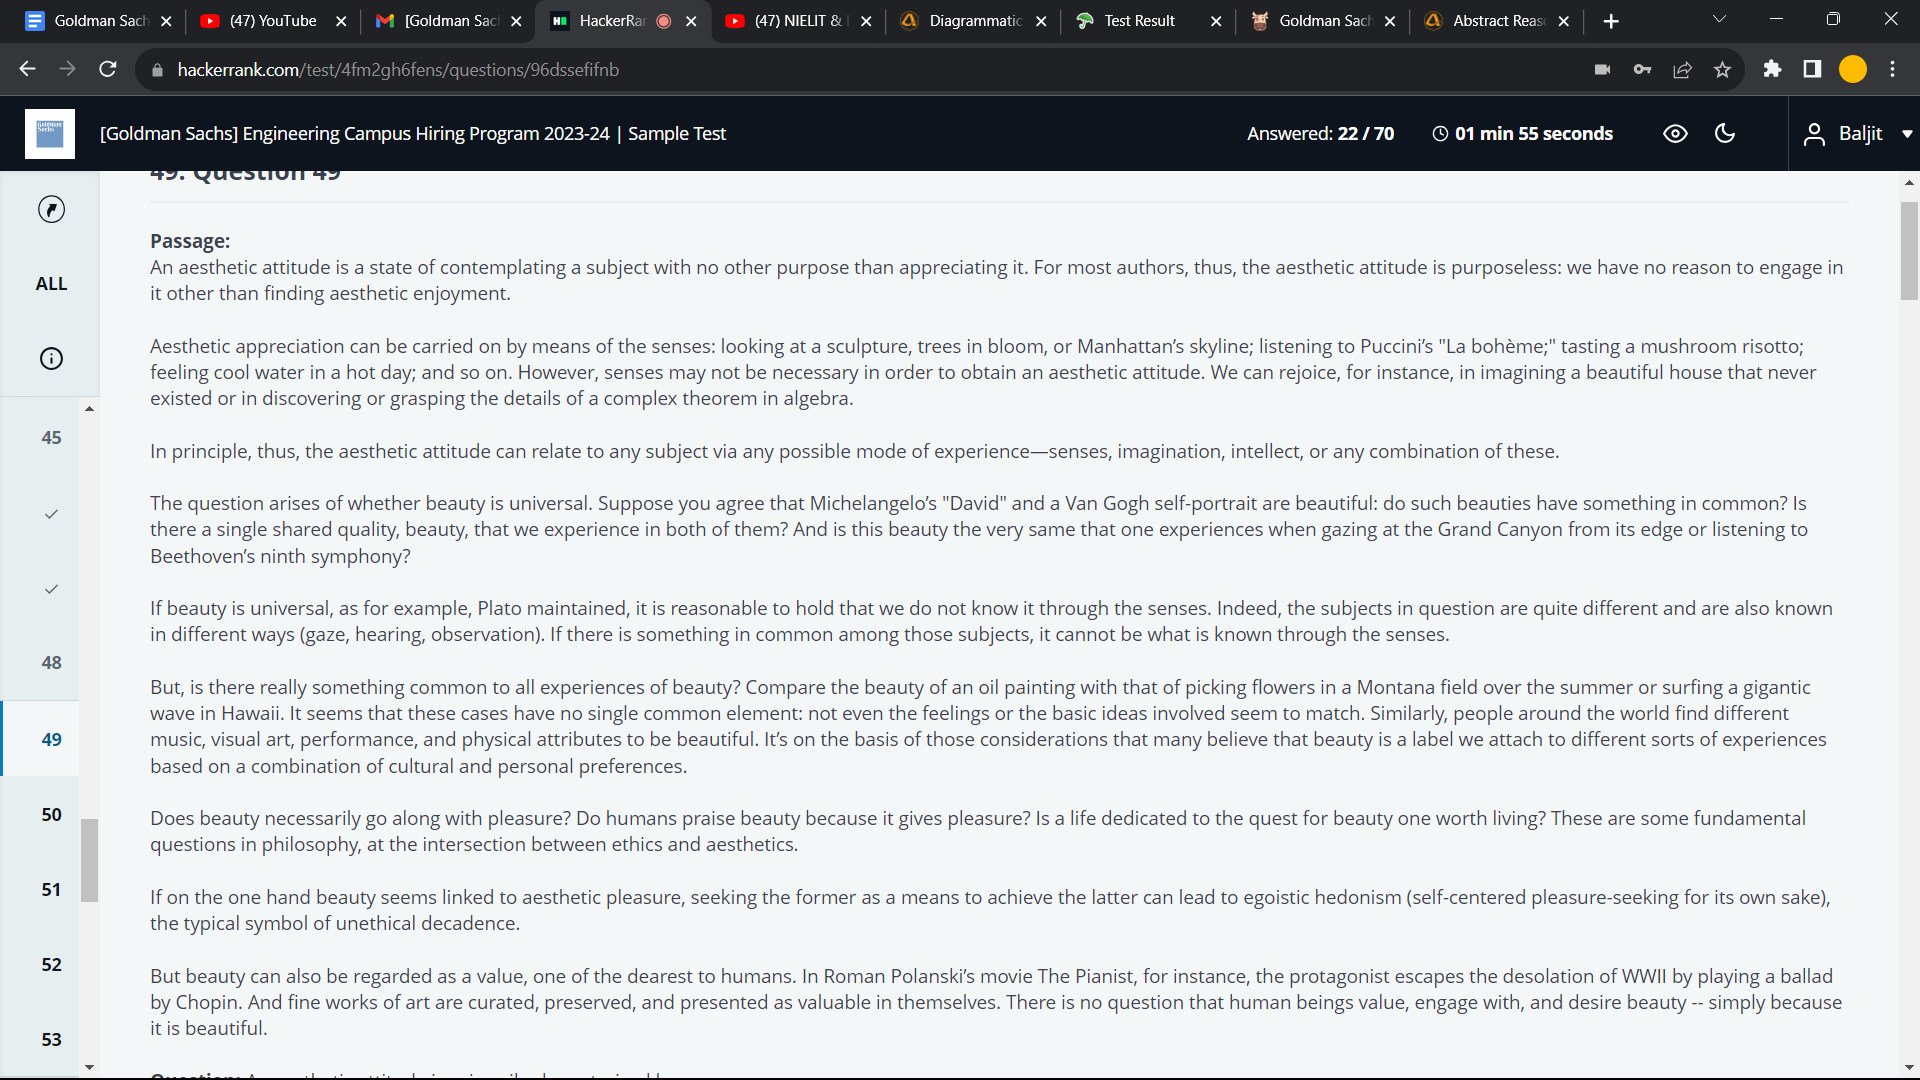 Goldman Sach
(47) YouTube
[Goldman Sac
HackerRan
(47) NIELIT &
Diagrammatic
Test Result
Goldman Sach
Abstract Reas
hackerrank.com/test/4fm2gh6fens/questions/96dssefifnb
Goldman Sachs
[Goldman Sachs] Engineering Campus Hiring Program 2023-24 | Sample Test
Answered: 22 / 70
01 min 55 seconds
Baljit
49. Question 49
ALL
45
48
49
50
51
52
53
Passage:
An aesthetic attitude is a state of contemplating a subject with no other purpose than appreciating it. For most authors, thus, the aesthetic attitude is purposeless: we have no reason to engage in
it other than finding aesthetic enjoyment.
Aesthetic appreciation can be carried on by means of the senses: looking at a sculpture, trees in bloom, or Manhattan’s skyline; listening to Puccini’s "La bohème;" tasting a mushroom risotto;
feeling cool water in a hot day; and so on. However, senses may not be necessary in order to obtain an aesthetic attitude. We can rejoice, for instance, in imagining a beautiful house that never
existed or in discovering or grasping the details of a complex theorem in algebra.
In principle, thus, the aesthetic attitude can relate to any subject via any possible mode of experience—senses, imagination, intellect, or any combination of these.
The question arises of whether beauty is universal. Suppose you agree that Michelangelo’s "David" and a Van Gogh self-portrait are beautiful: do such beauties have something in common? Is
there a single shared quality, beauty, that we experience in both of them? And is this beauty the very same that one experiences when gazing at the Grand Canyon from its edge or listening to
Beethoven’s ninth symphony?
If beauty is universal, as for example, Plato maintained, it is reasonable to hold that we do not know it through the senses. Indeed, the subjects in question are quite different and are also known
in different ways (gaze, hearing, observation). If there is something in common among those subjects, it cannot be what is known through the senses.
But, is there really something common to all experiences of beauty? Compare the beauty of an oil painting with that of picking flowers in a Montana field over the summer or surfing a gigantic
wave in Hawaii. It seems that these cases have no single common element: not even the feelings or the basic ideas involved seem to match. Similarly, people around the world find different
music, visual art, performance, and physical attributes to be beautiful. It’s on the basis of those considerations that many believe that beauty is a label we attach to different sorts of experiences
based on a combination of cultural and personal preferences.
Does beauty necessarily go along with pleasure? Do humans praise beauty because it gives pleasure? Is a life dedicated to the quest for beauty one worth living? These are some fundamental
questions in philosophy, at the intersection between ethics and aesthetics.
If on the one hand beauty seems linked to aesthetic pleasure, seeking the former as a means to achieve the latter can lead to egoistic hedonism (self-centered pleasure-seeking for its own sake),
the typical symbol of unethical decadence.
But beauty can also be regarded as a value, one of the dearest to humans. In Roman Polanski’s movie The Pianist, for instance, the protagonist escapes the desolation of WWII by playing a ballad
by Chopin. And fine works of art are curated, preserved, and presented as valuable in themselves. There is no question that human beings value, engage with, and desire beauty -- simply because
it is beautiful.